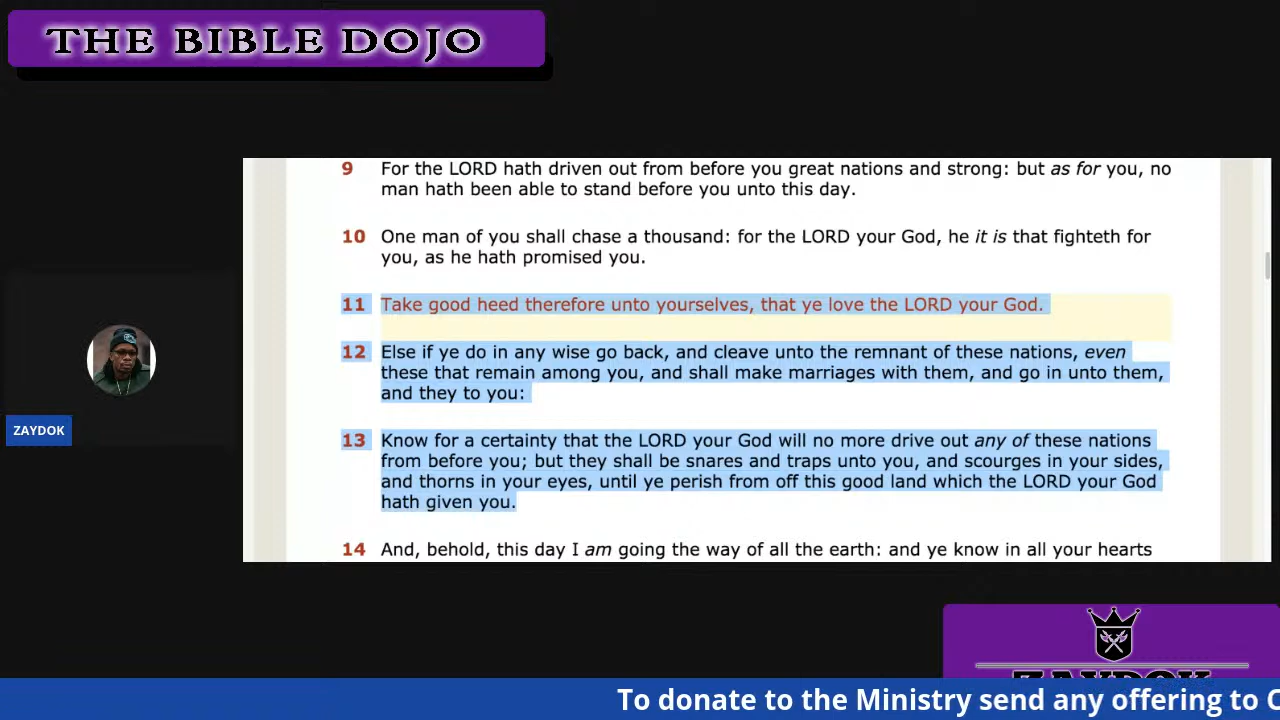 THE BIBLE DOJO
9 For the LORD hath driven out from before you great nations and strong: but as for you, no
man hath been able to stand before you unto this day.
10 One man of you shall chase a thousand: for the LORD your God, he it is that fighteth for
you, as he hath promised you.
11 Take good heed therefore unto yourselves, that ye love the LORD your God.
12 Else if ye do in any wise go back, and cleave unto the remnant of these nations, even
these that remain among you, and shall make marriages with them, and go in unto them,
and they to you:
13 Know for a certainty that the LORD your God will no more drive out any of these nations
from before you; but they shall be snares and traps unto you, and scourges in your sides,
and thorns in your eyes, until ye perish from off this good land which the LORD your God
hath given you.
14 And, behold, this day I am going the way of all the earth: and ye know in all your hearts
ZAYDOK
ZAYDOK
To donate to the Ministry send any offering to C